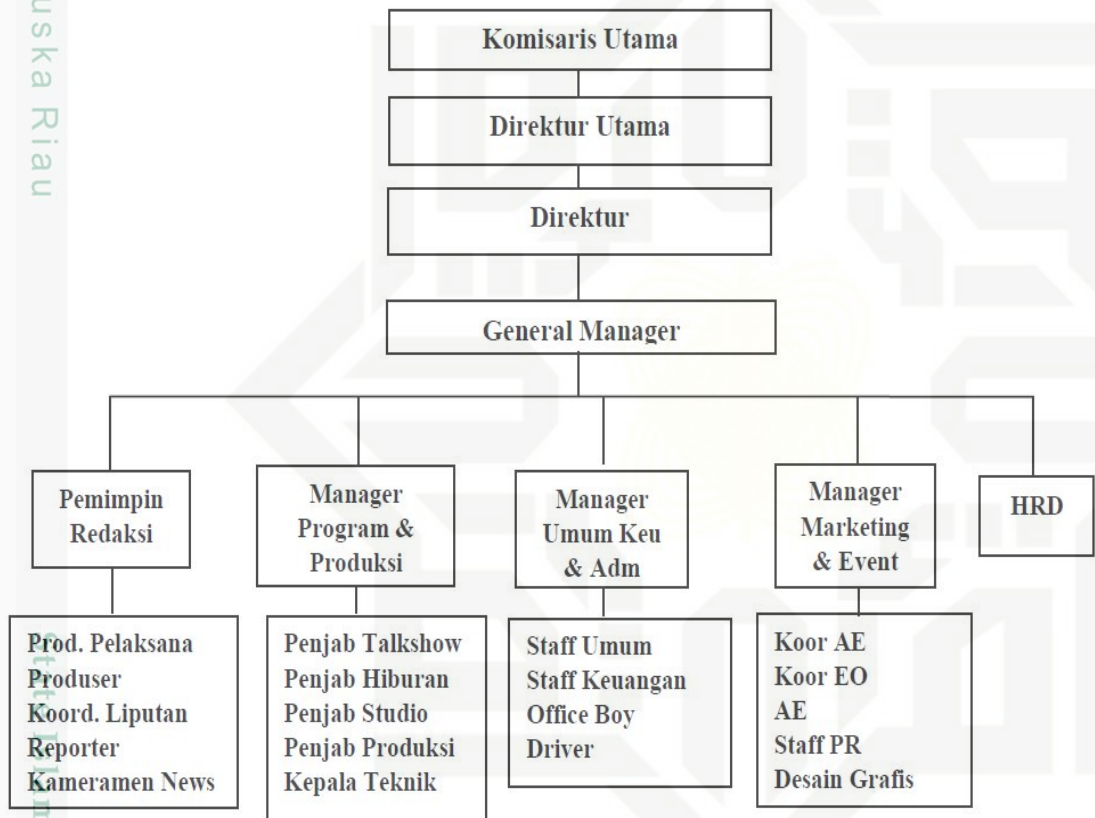 uska Riau
Komisaris Utama
Direktur Utama
Direktur
General Manager
Pemimpin
Redaksi
Manager
Program &
Produksi
Manager
Umum Keu
& Adm
Manager
Marketing
& Event
HRD
Prod. Pelaksana
Produser
Koord. Liputan
Reporter
Kameramen News
Penjab Talkshow
Penjab Hiburan
Penjab Studio
Penjab Produksi
Kepala Teknik
Staff Umum
Staff Keuangan
Office Boy
Driver
Koor AE
Koor EO
AE
Staff PR
Desain Grafis